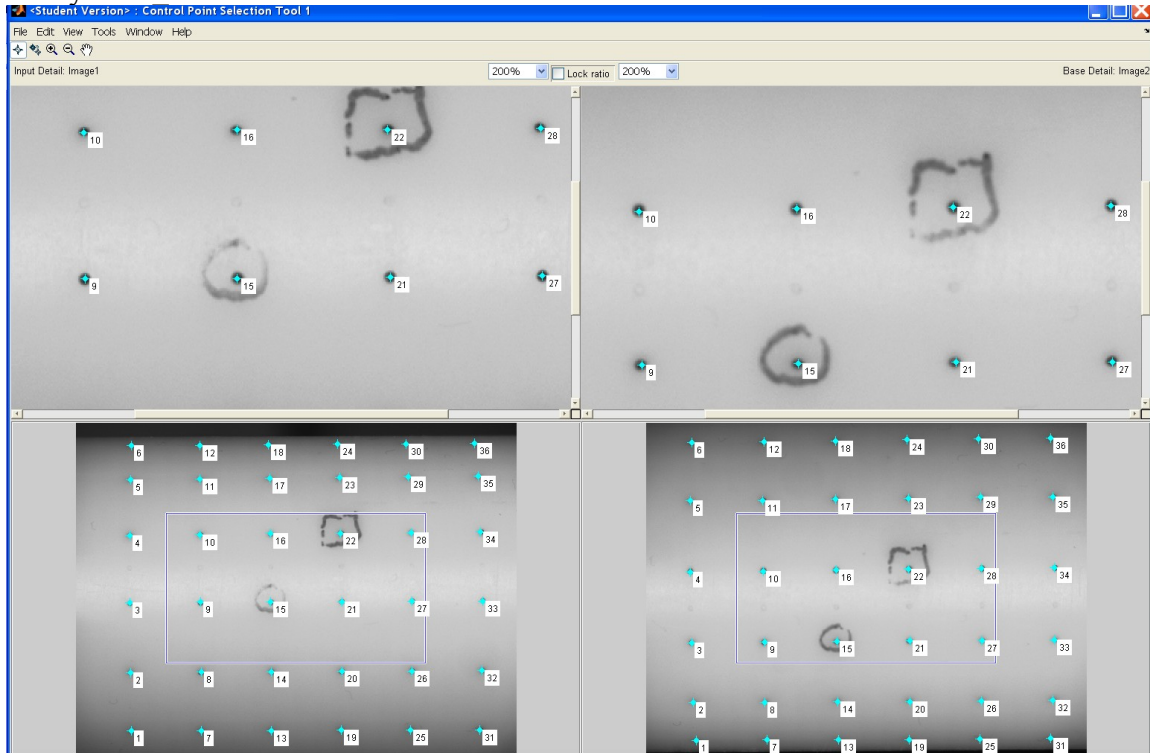 <Student Version> : Control Point Selection Tool 1
File Edit View Tools Window Help
Input Detail: Image1
200%
Lock ratio
200%
Base Detail: Image2
10 16 22 28
9 15 21 27
10 16 22 28
9 15 21 27
6 12 18 24 30 36
5 11 17 23 29 35
4 10 16 22 28 34
3 9 15 21 27 33
2 8 14 20 26 32
1 7 13 19 25 31
6 12 18 24 30 36
5 11 17 23 29 35
4 10 16 22 28 34
3 9 15 21 27 33
2 8 14 20 26 32
1 7 13 19 25 31